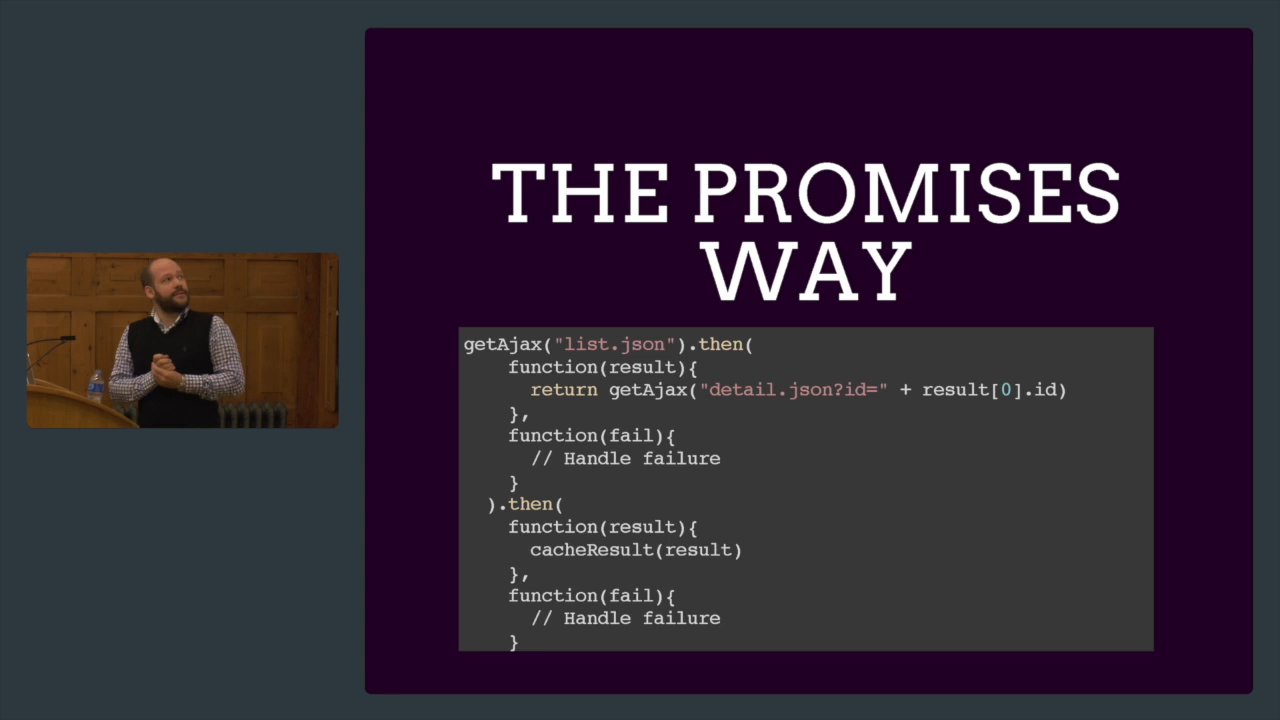 THE PROMISES
WAY
getAjax("list.json").then(
    function(result){
      return getAjax("detail.json?id=" + result[0].id)
    },
    function(fail){
      // Handle failure
    }
  ).then(
    function(result){
      cacheResult(result)
    },
    function(fail){
      // Handle failure
    }